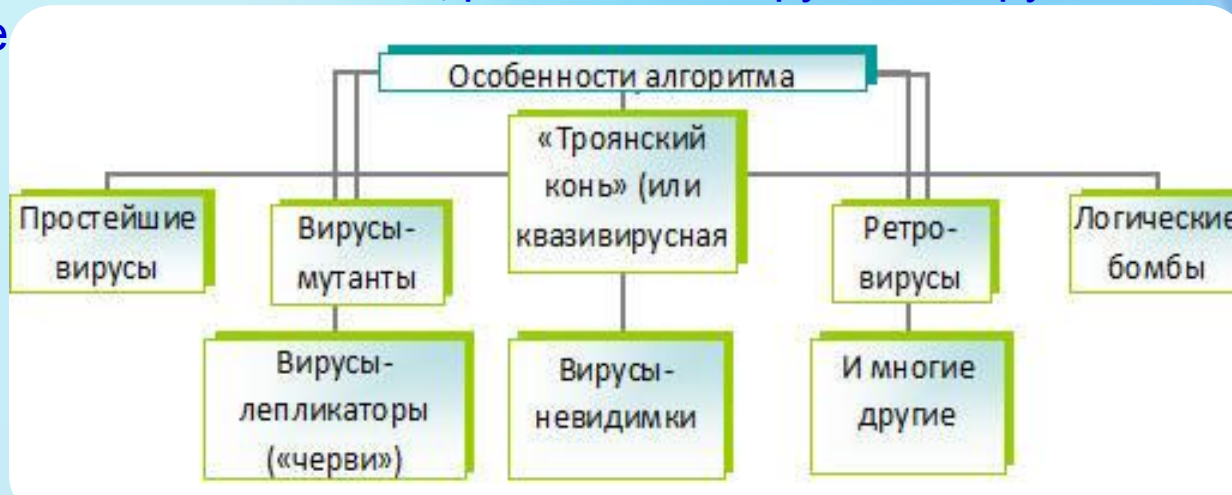 Особенности алгоритма
«Троянский
конь» (или
квазивирусная
Простейшие
вирусы
Вирусы-
мутанты
Ретро-
вирусы
Логические
бомбы
Вирусы-
лепликаторы
(«черви»)
Вирусы-
невидимки
И многие
другие